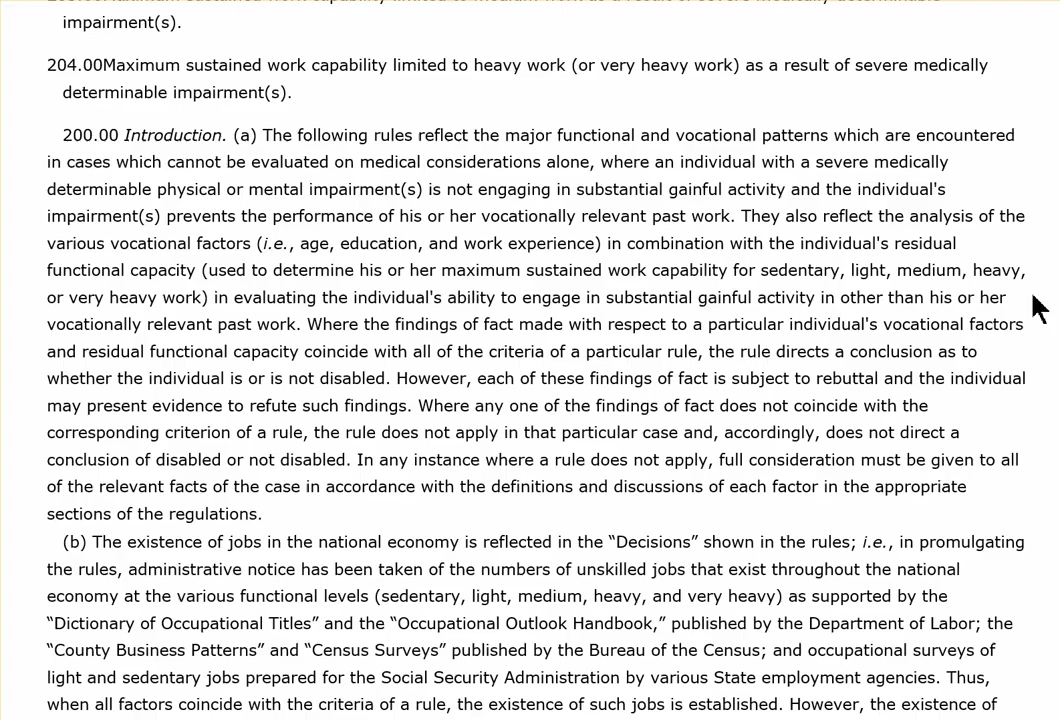 impairment(s).
204.00Maximum sustained work capability limited to heavy work (or very heavy work) as a result of severe medically
determinable impairment(s).
200.00 Introduction. (a) The following rules reflect the major functional and vocational patterns which are encountered
in cases which cannot be evaluated on medical considerations alone, where an individual with a severe medically
determinable physical or mental impairment(s) is not engaging in substantial gainful activity and the individual's
impairment(s) prevents the performance of his or her vocationally relevant past work. They also reflect the analysis of the
various vocational factors (i.e., age, education, and work experience) in combination with the individual's residual
functional capacity (used to determine his or her maximum sustained work capability for sedentary, light, medium, heavy,
or very heavy work) in evaluating the individual's ability to engage in substantial gainful activity in other than his or her
vocationally relevant past work. Where the findings of fact made with respect to a particular individual's vocational factors
and residual functional capacity coincide with all of the criteria of a particular rule, the rule directs a conclusion as to
whether the individual is or is not disabled. However, each of these findings of fact is subject to rebuttal and the individual
may present evidence to refute such findings. Where any one of the findings of fact does not coincide with the
corresponding criterion of a rule, the rule does not apply in that particular case and, accordingly, does not direct a
conclusion of disabled or not disabled. In any instance where a rule does not apply, full consideration must be given to all
of the relevant facts of the case in accordance with the definitions and discussions of each factor in the appropriate
sections of the regulations.
(b) The existence of jobs in the national economy is reflected in the “Decisions” shown in the rules; i.e., in promulgating
the rules, administrative notice has been taken of the numbers of unskilled jobs that exist throughout the national
economy at the various functional levels (sedentary, light, medium, heavy, and very heavy) as supported by the
“Dictionary of Occupational Titles” and the “Occupational Outlook Handbook,” published by the Department of Labor; the
“County Business Patterns” and “Census Surveys” published by the Bureau of the Census; and occupational surveys of
light and sedentary jobs prepared for the Social Security Administration by various State employment agencies. Thus,
when all factors coincide with the criteria of a rule, the existence of such jobs is established. However, the existence of